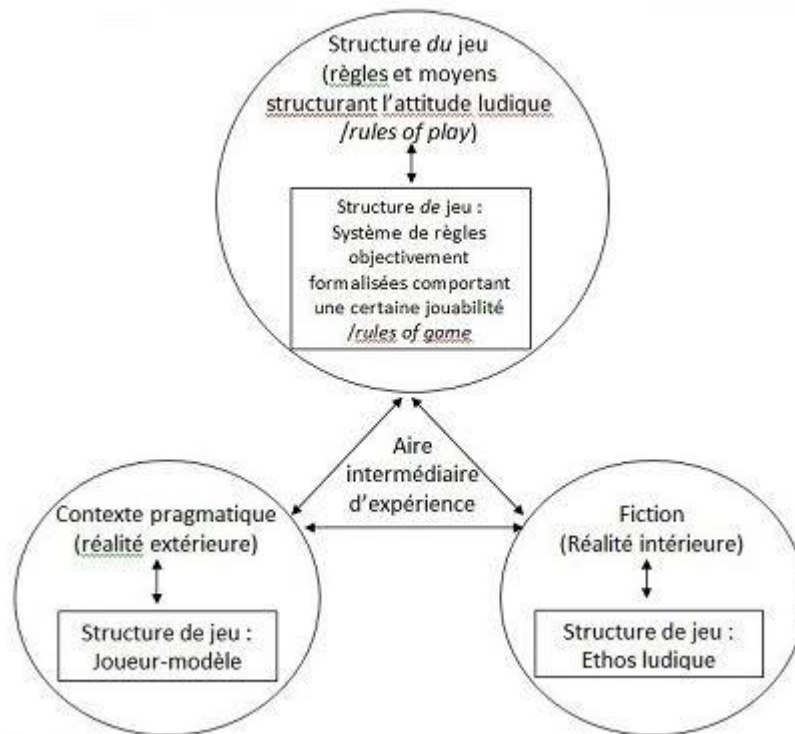 Structure du jeu
(règles et moyens
structurant l'attitude ludique
/rules of play)
Structure de jeu :
Système de règles
objectivement
formalisées comportant
une certaine jouabilité
/rules of game
Aire
intermédiaire
d'expérience
Contexte pragmatique
(réalité extérieure)
Structure de jeu :
Joueur-modèle
Fiction
(Réalité intérieure)
Structure de jeu :
Ethos ludique